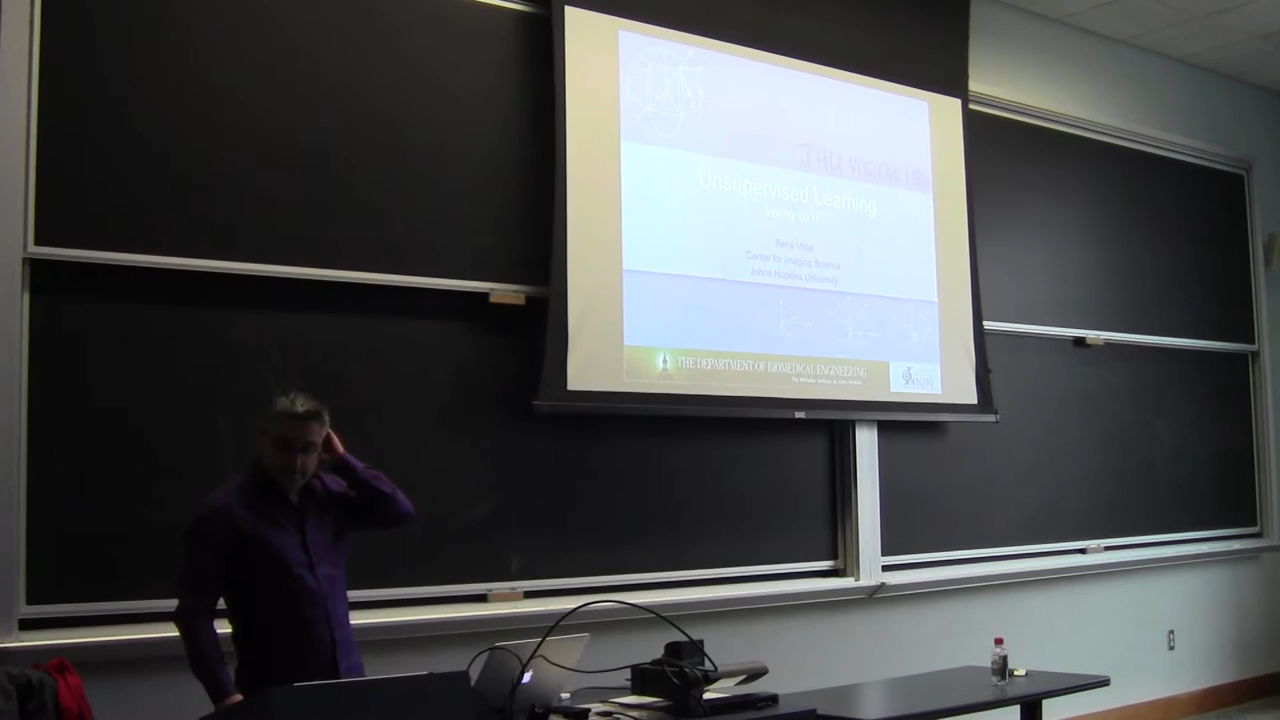 JHU vision lab
Unsupervised Learning
Spring 2017
René Vidal
Center for Imaging Science
Johns Hopkins University
THE DEPARTMENT OF BIOMEDICAL ENGINEERING
IMAGING